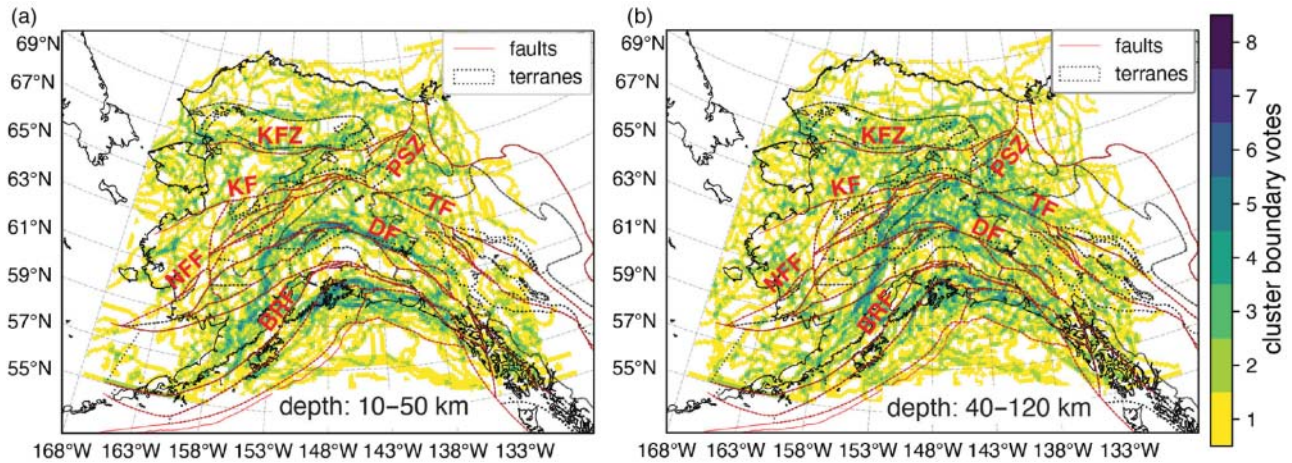 (a)
faults
terranes
69°N
67°N
65°N
63°N
61°N
59°N
57°N
55°N
KFZ
PSZ
KF
TF
DF
NFF
BRF
depth: 10–50 km
168°W 163°W 158°W 153°W 148°W 143°W 138°W 133°W
(b)
faults
terranes
69°N
67°N
65°N
63°N
61°N
59°N
57°N
55°N
KFZ
PSZ
KF
TF
DF
NFF
BRF
depth: 40–120 km
168°W 163°W 158°W 153°W 148°W 143°W 138°W 133°W
8
7
6
5
4
3
2
1
cluster boundary votes